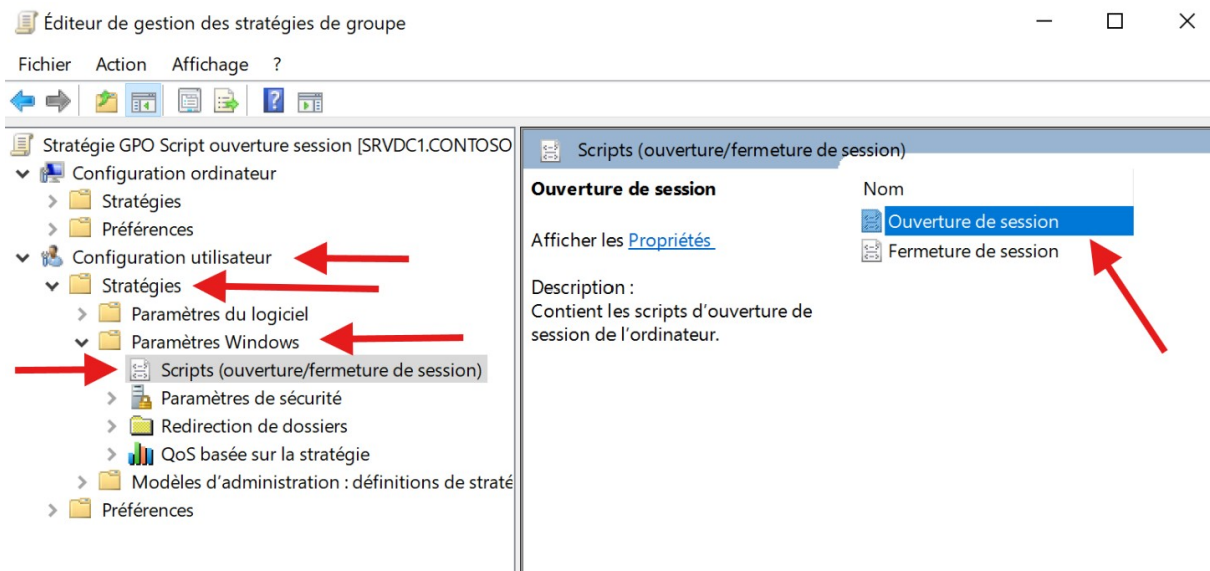 Éditeur de gestion des stratégies de groupe
Fichier Action Affichage ?
Stratégie GPO Script ouverture session [SRVDC1.CONTOSO
Configuration ordinateur
Stratégies
Préférences
Configuration utilisateur
Stratégies
Paramètres du logiciel
Paramètres Windows
Scripts (ouverture/fermeture de session)
Paramètres de sécurité
Redirection de dossiers
QoS basée sur la stratégie
Modèles d'administration : définitions de straté
Préférences
Scripts (ouverture/fermeture de session)
Ouverture de session
Afficher les Propriétés
Description :
Contient les scripts d'ouverture de
session de l'ordinateur.
Nom
Ouverture de session
Fermeture de session